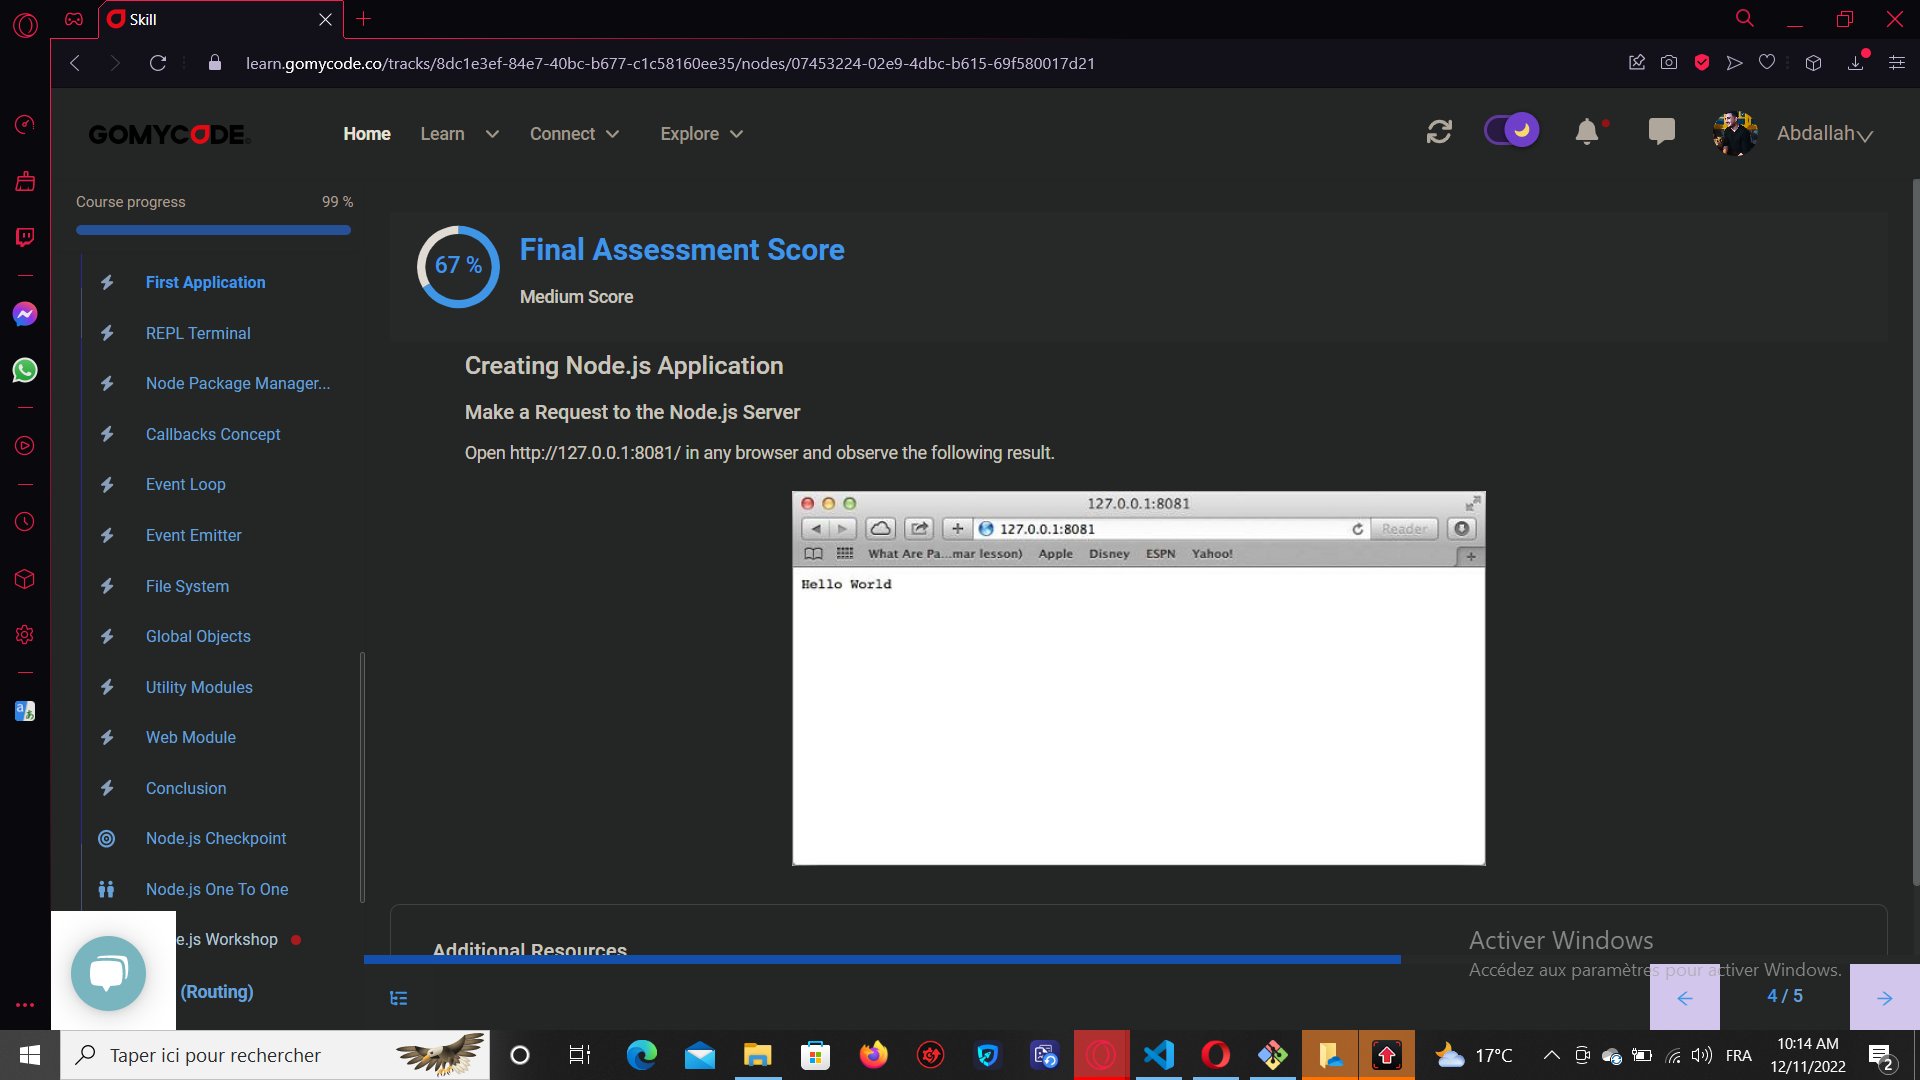 Skill
learn.gomycode.co/tracks/8dc1e3ef-84e7-40bc-b677-c1c58160ee35/nodes/07453224-02e9-4dbc-b615-69f580017d21
GOMYCODE
Home
Learn
Connect
Explore
Abdallah
Course progress
99 %
First Application
REPL Terminal
Node Package Manager...
Callbacks Concept
Event Loop
Event Emitter
File System
Global Objects
Utility Modules
Web Module
Conclusion
Node.js Checkpoint
Node.js One To One
e.js Workshop
(Routing)
67 %
Final Assessment Score
Medium Score
Creating Node.js Application
Make a Request to the Node.js Server
Open http://127.0.0.1:8081/ in any browser and observe the following result.
127.0.0.1:8081
127.0.0.1:8081
Reader
What Are Pa...mar lesson) Apple Disney ESPN Yahoo!
Hello World
Additional Resources
Activer Windows
Accédez aux paramètres pour activer Windows.
4 / 5
Taper ici pour rechercher
17°C
FRA
10:14 AM
12/11/2022
2